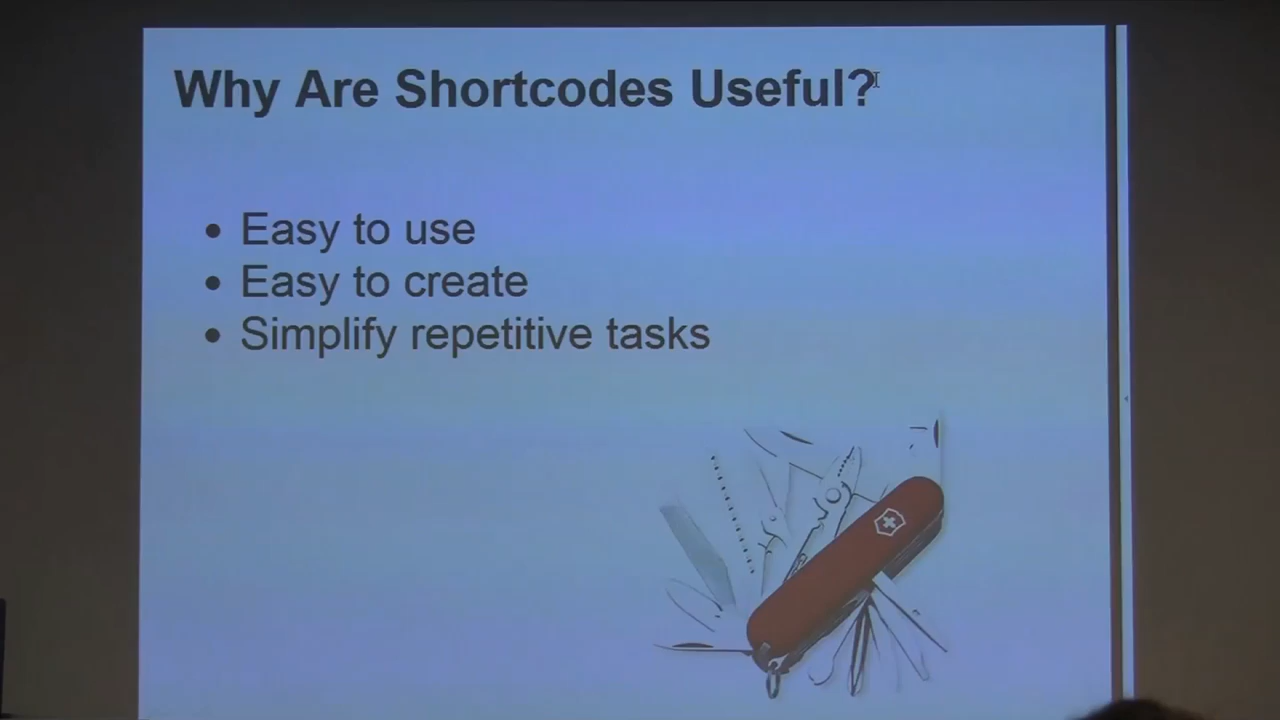 Why Are Shortcodes Useful?
• Easy to use
• Easy to create
• Simplify repetitive tasks